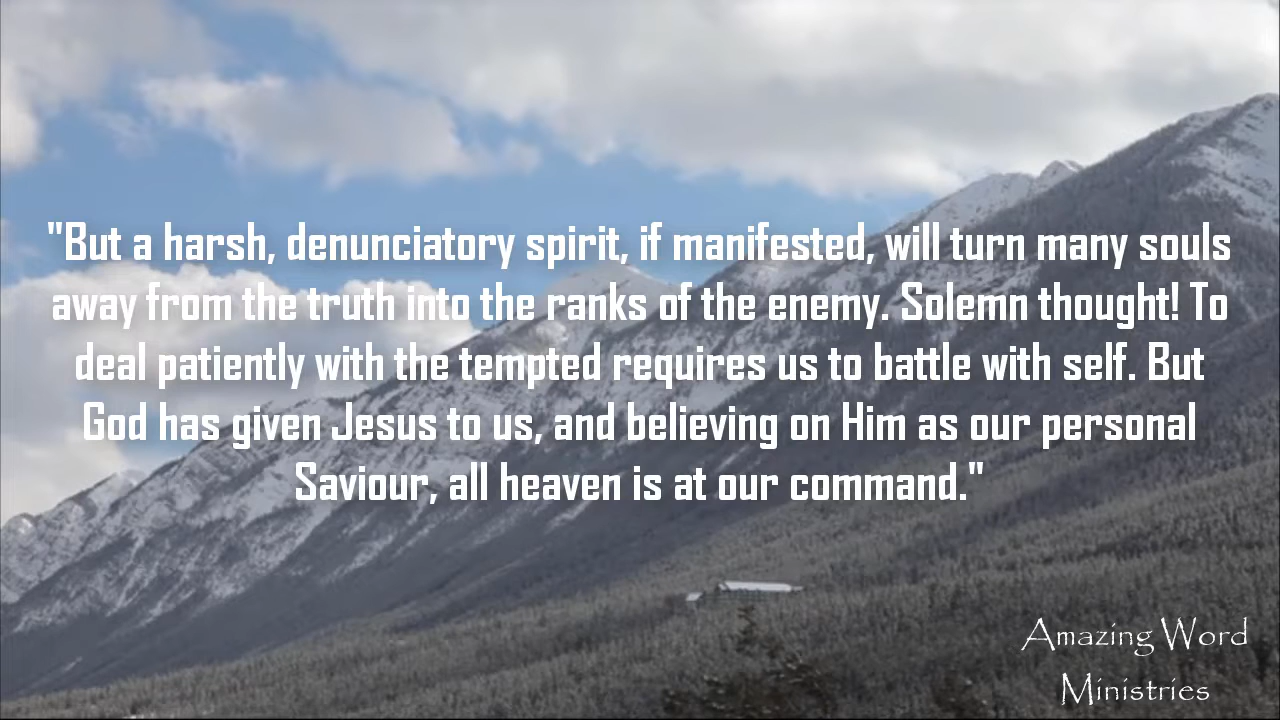 "But a harsh, denunciatory spirit, if manifested, will turn many souls
away from the truth into the ranks of the enemy. Solemn thought! To
deal patiently with the tempted requires us to battle with self. But
God has given Jesus to us, and believing on Him as our personal
Saviour, all heaven is at our command."
Amazing Word
Ministries